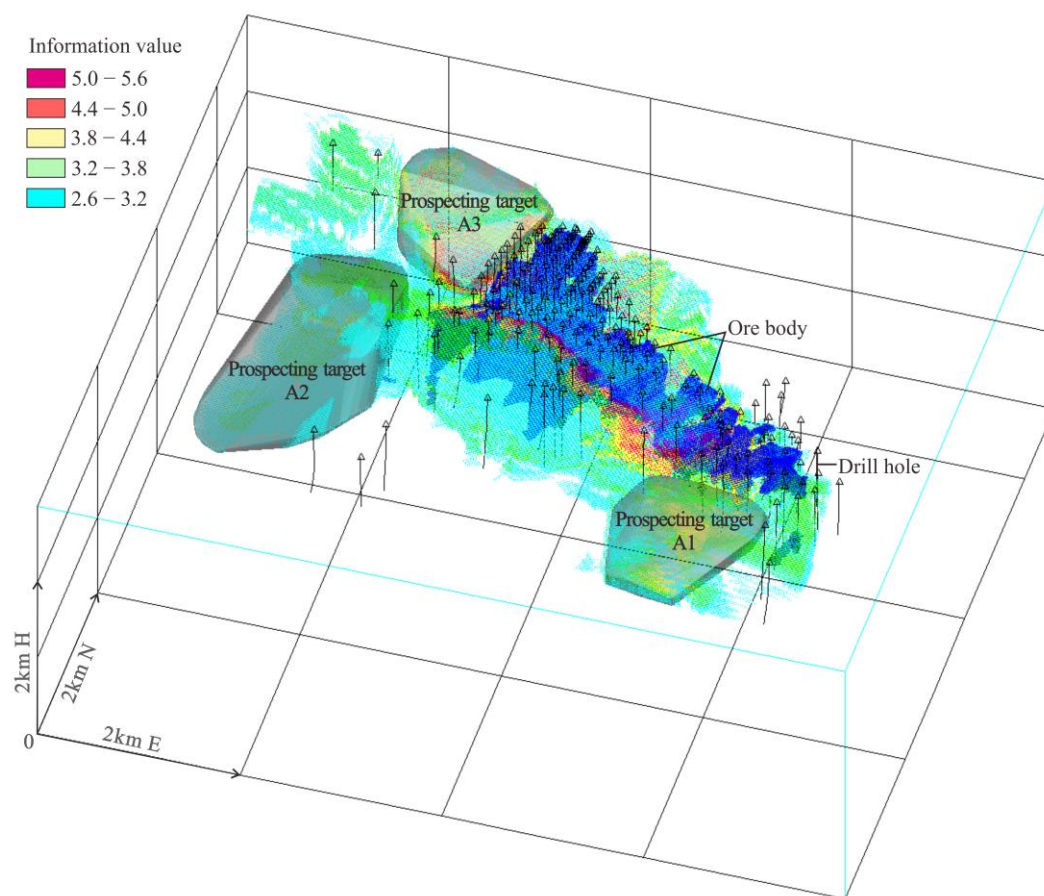 Information value
5.0 – 5.6
4.4 – 5.0
3.8 – 4.4
3.2 – 3.8
2.6 – 3.2
Prospecting target
A3
Ore body
Prospecting target
A2
Drill hole
Prospecting target
A1
2km H
2km N
0
2km E